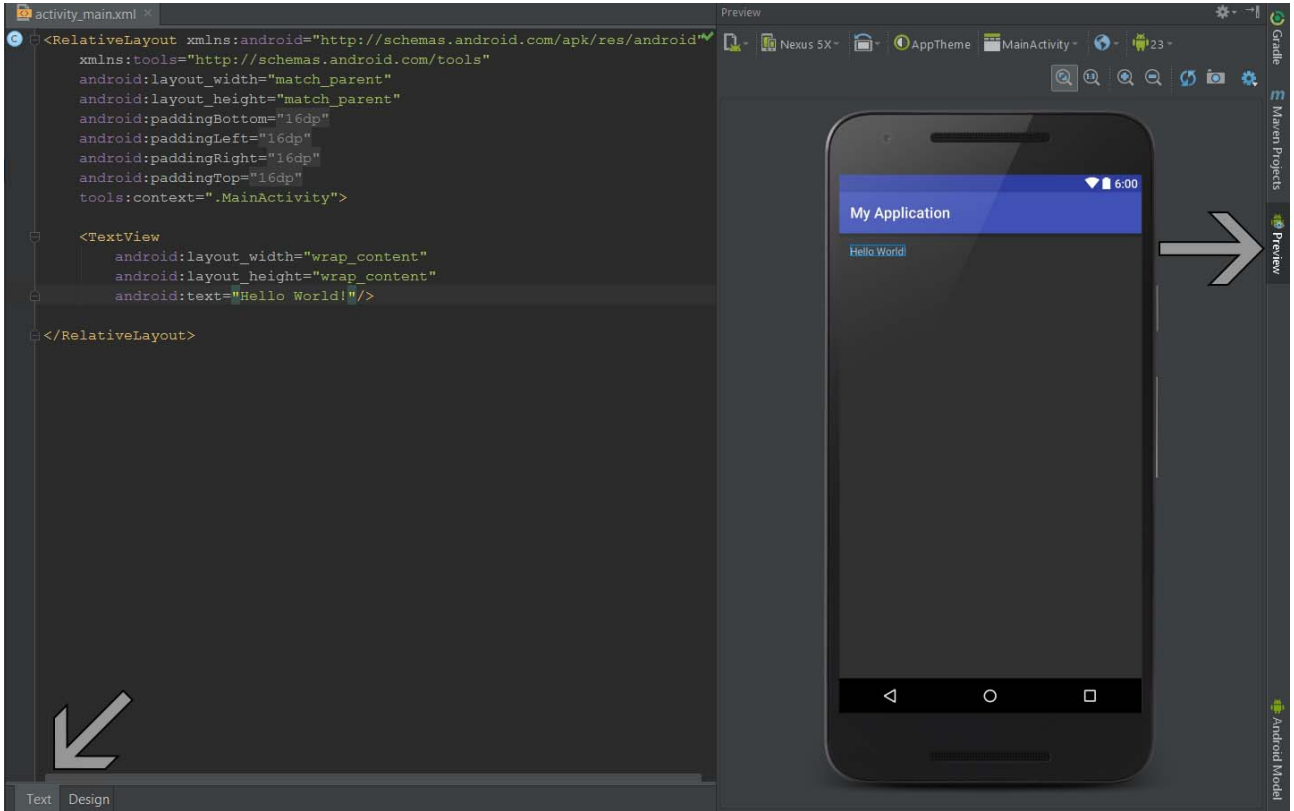 activity_main.xml
<RelativeLayout xmlns:android="http://schemas.android.com/apk/res/android"
xmlns:tools="http://schemas.android.com/tools"
android:layout_width="match_parent"
android:layout_height="match_parent"
android:paddingBottom="16dp"
android:paddingLeft="16dp"
android:paddingRight="16dp"
android:paddingTop="16dp"
tools:context=".MainActivity">
<TextView
android:layout_width="wrap_content"
android:layout_height="wrap_content"
android:text="Hello World!"/>
</RelativeLayout>
Text Design
Preview
Nexus 5X AppTheme MainActivity 23
6:00
My Application
Hello World!
Gradle
Maven Projects
Preview
Android Model